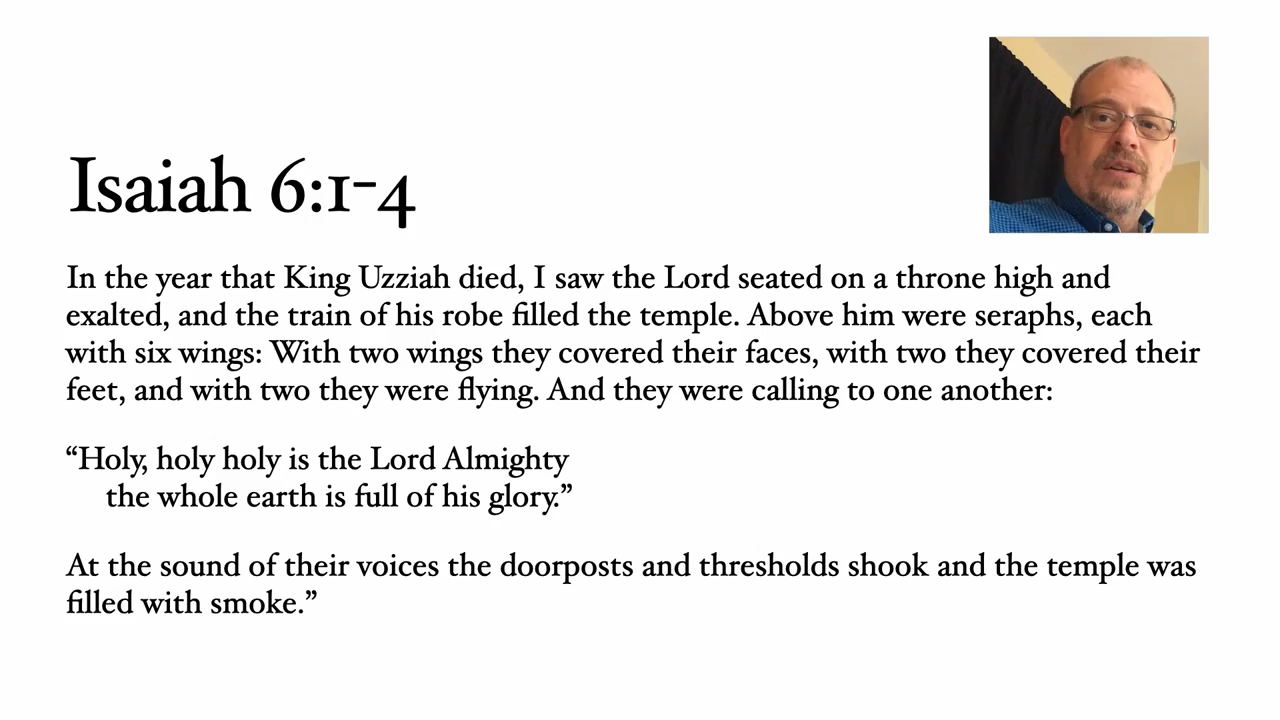 Isaiah 6:1-4
In the year that King Uzziah died, I saw the Lord seated on a throne high and
exalted, and the train of his robe filled the temple. Above him were seraphs, each
with six wings: With two wings they covered their faces, with two they covered their
feet, and with two they were flying. And they were calling to one another:
“Holy, holy holy is the Lord Almighty
the whole earth is full of his glory.”
At the sound of their voices the doorposts and thresholds shook and the temple was
filled with smoke.”